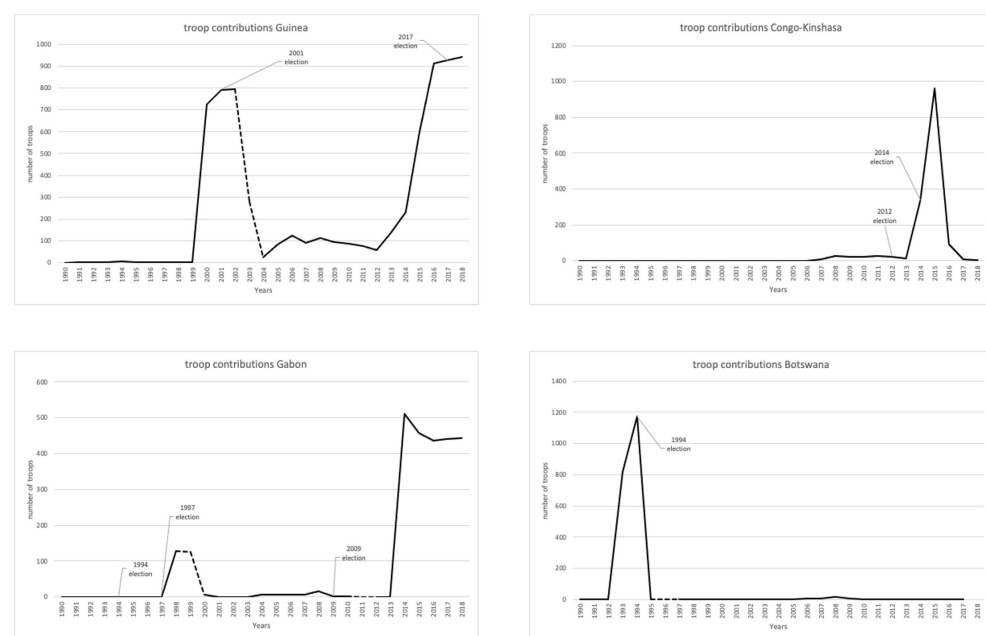 troop contributions Guinea
1000
900
800
700
600
500
400
300
200
100
0
number of troops
2001
election
2017
election
1990 1991 1992 1993 1994 1995 1996 1997 1998 1999 2000 2001 2002 2003 2004 2005 2006 2007 2008 2009 2010 2011 2012 2013 2014 2015 2016 2017 2018
Years
troop contributions Congo-Kinshasa
1200
1000
800
600
400
200
0
number of troops
2014
election
2012
election
1990 1991 1992 1993 1994 1995 1996 1997 1998 1999 2000 2001 2002 2003 2004 2005 2006 2007 2008 2009 2010 2011 2012 2013 2014 2015 2016 2017 2018
Years
troop contributions Gabon
600
500
400
300
200
100
0
number of troops
1994
election
1997
election
2009
election
1990 1991 1992 1993 1994 1995 1996 1997 1998 1999 2000 2001 2002 2003 2004 2005 2006 2007 2008 2009 2010 2011 2012 2013 2014 2015 2016 2017 2018
Years
troop contributions Botswana
1400
1200
1000
800
600
400
200
0
number of troops
1994
election
1990 1991 1992 1993 1994 1995 1996 1997 1998 1999 2000 2001 2002 2003 2004 2005 2006 2007 2008 2009 2010 2011 2012 2013 2014 2015 2016 2017 2018
Years